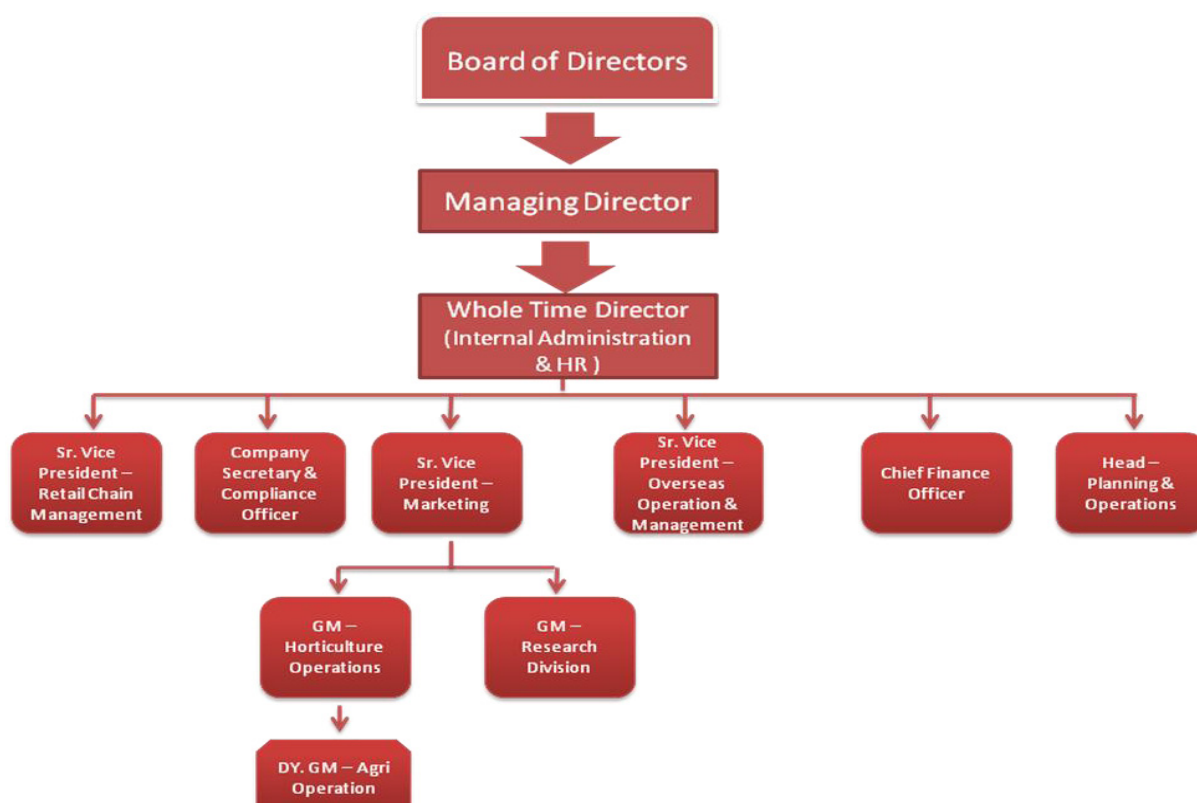 Board of Directors
Managing Director
Whole Time Director
(Internal Administration
& HR )
Sr. Vice
President –
Retail Chain
Management
Company
Secretary &
Compliance
Officer
Sr. Vice
President –
Marketing
Sr. Vice
President –
Overseas
Operation &
Management
Chief Finance
Officer
Head –
Planning &
Operations
GM –
Horticulture
Operations
GM –
Research
Division
DY. GM – Agri
Operation